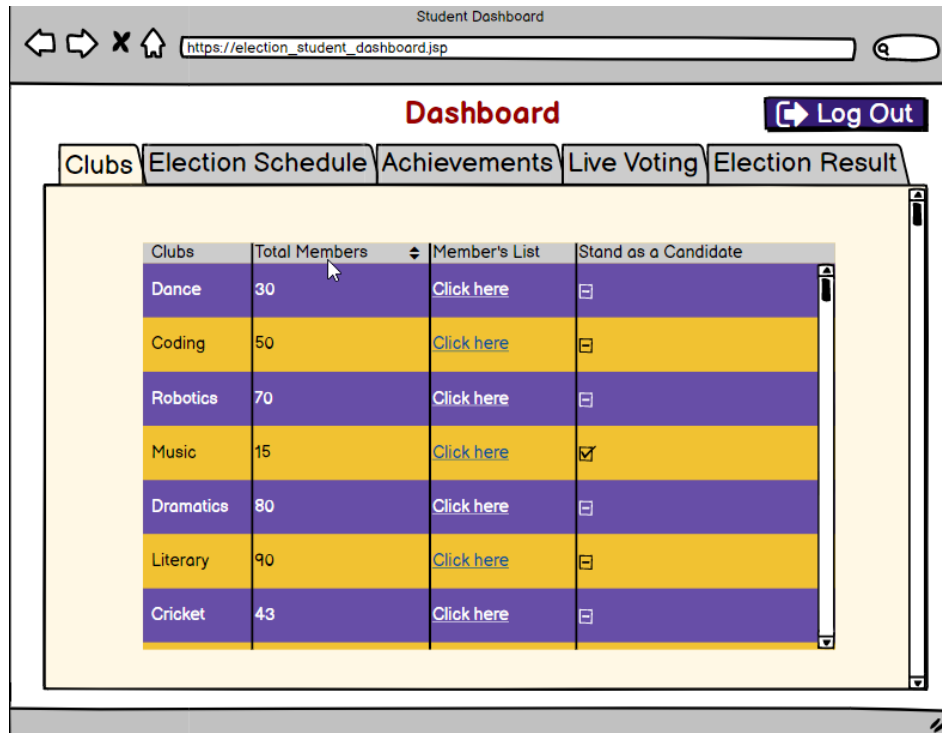 Student Dashboard
https://election_student_dashboard.jsp
Dashboard
Log Out
Clubs Election Schedule Achievements Live Voting Election Result
Clubs Total Members Member's List Stand as a Candidate
Dance 30 Click here
Coding 50 Click here
Robotics 70 Click here
Music 15 Click here
Dramatics 80 Click here
Literary 90 Click here
Cricket 43 Click here